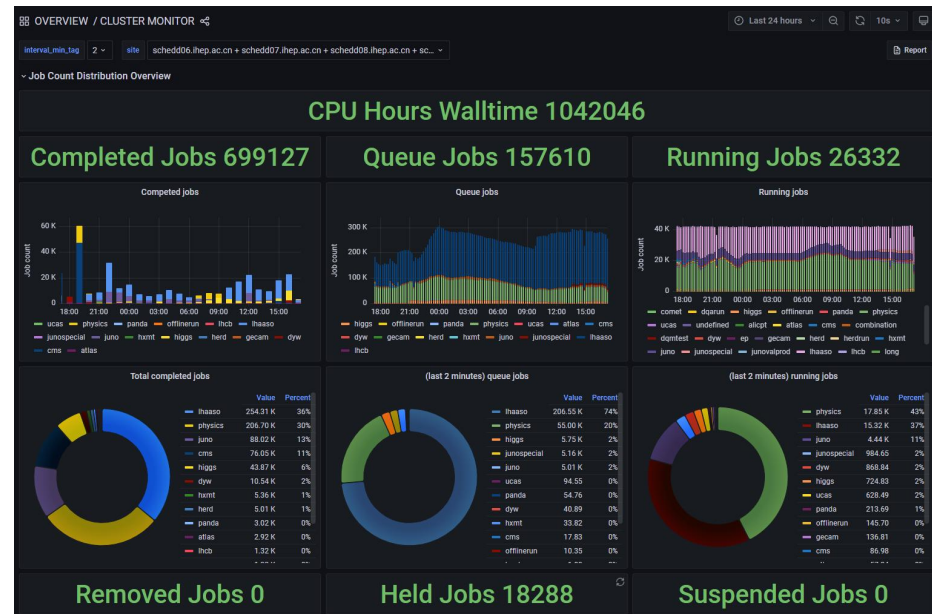 OVERVIEW / CLUSTER MONITOR
Last 24 hours
10s
interval_min_tag
2
site
schedd06.ihep.ac.cn + schedd07.ihep.ac.cn + schedd08.ihep.ac.cn + sc...
Report
Job Count Distribution Overview
CPU Hours Walltime 1042046
Completed Jobs 699127
Queue Jobs 157610
Running Jobs 26332
Competed jobs
Job count
60 K
40 K
20 K
0
18:00 21:00 00:00 03:00 06:00 09:00 12:00 15:00
ucas physics panda offlinerun lhcb lhaaso
junospecial juno hxmt higgs herd gecam dyw
cms atlas
Queue jobs
Job count
300 K
200 K
100 K
0
18:00 21:00 00:00 03:00 06:00 09:00 12:00 15:00
higgs offlinerun panda physics ucas atlas cms
dyw gecam herd hxmt juno junospecial lhaaso
lhcb
Running jobs
Job count
40 K
20 K
0
18:00 21:00 00:00 03:00 06:00 09:00 12:00 15:00
comet dqarun higgs offlinerun panda physics
ucas undefined alicpt atlas cms combination
dqmtest dyw ep gecam herd herdrun hxmt
juno junospecial junovalprod lhaaso lhcb long
Total completed jobs
Value Percent
lhaaso 254.31 K 36%
physics 206.70 K 30%
juno 88.02 K 13%
cms 76.05 K 11%
higgs 43.87 K 6%
dyw 10.54 K 2%
hxmt 5.36 K 1%
herd 5.01 K 1%
panda 3.02 K 0%
atlas 2.92 K 0%
lhcb 1.32 K 0%
(last 2 minutes) queue jobs
Value Percent
lhaaso 206.55 K 74%
physics 55.00 K 20%
higgs 5.75 K 2%
junospecial 5.16 K 2%
juno 5.01 K 2%
ucas 94.55 0%
panda 54.76 0%
dyw 40.89 0%
hxmt 33.82 0%
cms 17.83 0%
offlinerun 10.35 0%
(last 2 minutes) running jobs
Value Percent
physics 17.85 K 43%
lhaaso 15.32 K 37%
juno 4.44 K 11%
junospecial 984.65 2%
dyw 868.84 2%
higgs 724.83 2%
ucas 628.49 2%
panda 213.69 1%
offlinerun 145.70 0%
gecam 136.81 0%
cms 86.98 0%
Removed Jobs 0
Held Jobs 18288
Suspended Jobs 0